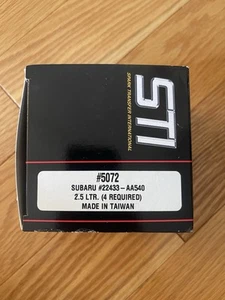 STI
SPARK TRANSFER INTERNATIONAL
#5072
SUBARU #22433-AA540
2.5 LTR. (4 REQUIRED)
MADE IN TAIWAN